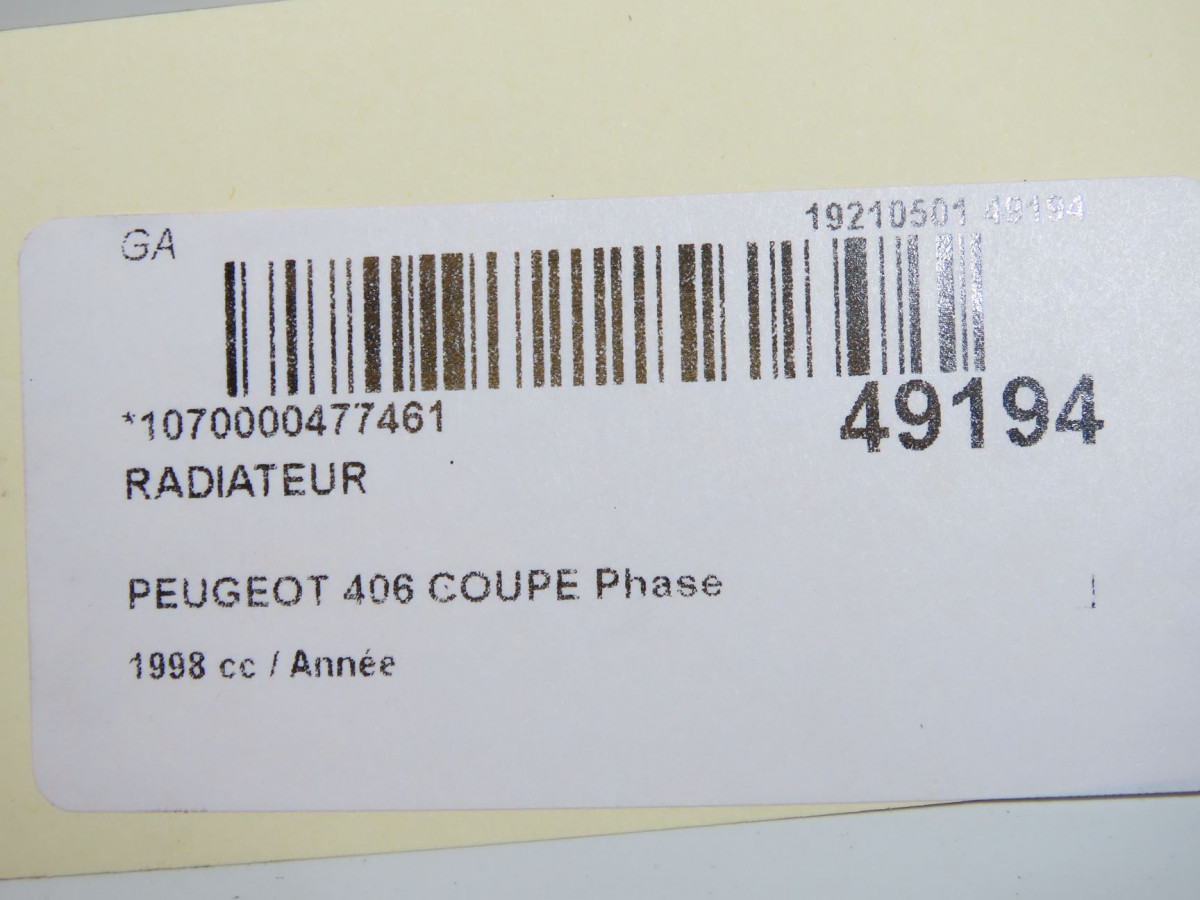 GA
19210501 49194
*1070000477461
49194
RADIATEUR
PEUGEOT 406 COUPE Phase
1998 cc / Année